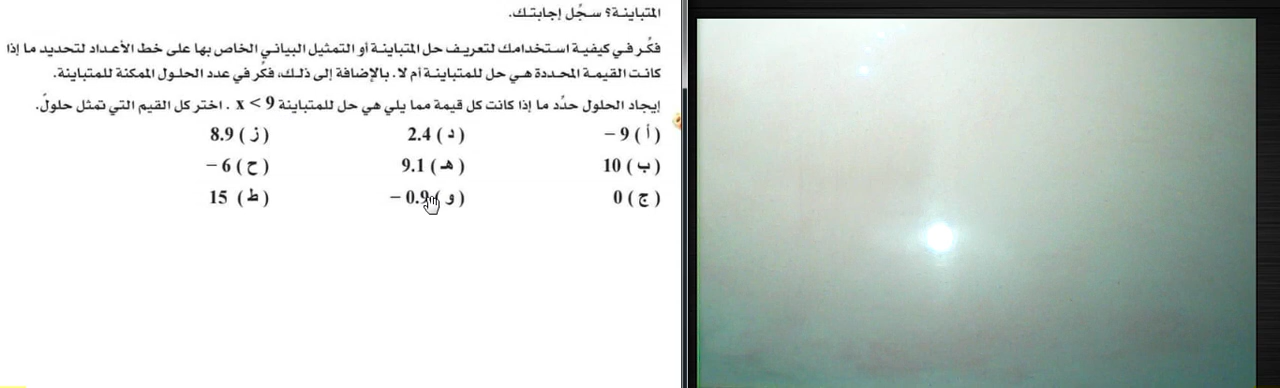 المتباينة؟ سجِّل إجابتك.
فكِّر في كيفية استخدامك لتعريف حل المتباينة أو التمثيل البياني الخاص بها على خط الأعداد لتحديد ما إذا
كانت القيمة المحددة هي حل للمتباينة أم لا. بالإضافة إلى ذلك، فكِّر في عدد الحلول الممكنة للمتباينة.
إيجاد الحلول حدِّد ما إذا كانت كل قيمة مما يلي هي حل للمتباينة x < 9 . اختر كل القيم التي تمثل حلولً.
( أ ) 9 − ( د ) 2.4 ( ز ) 8.9
( ب ) 10 ( هـ ) 9.1 ( ح ) 6 −
( ج ) 0 ( و ) 0.9 − ( ط ) 15